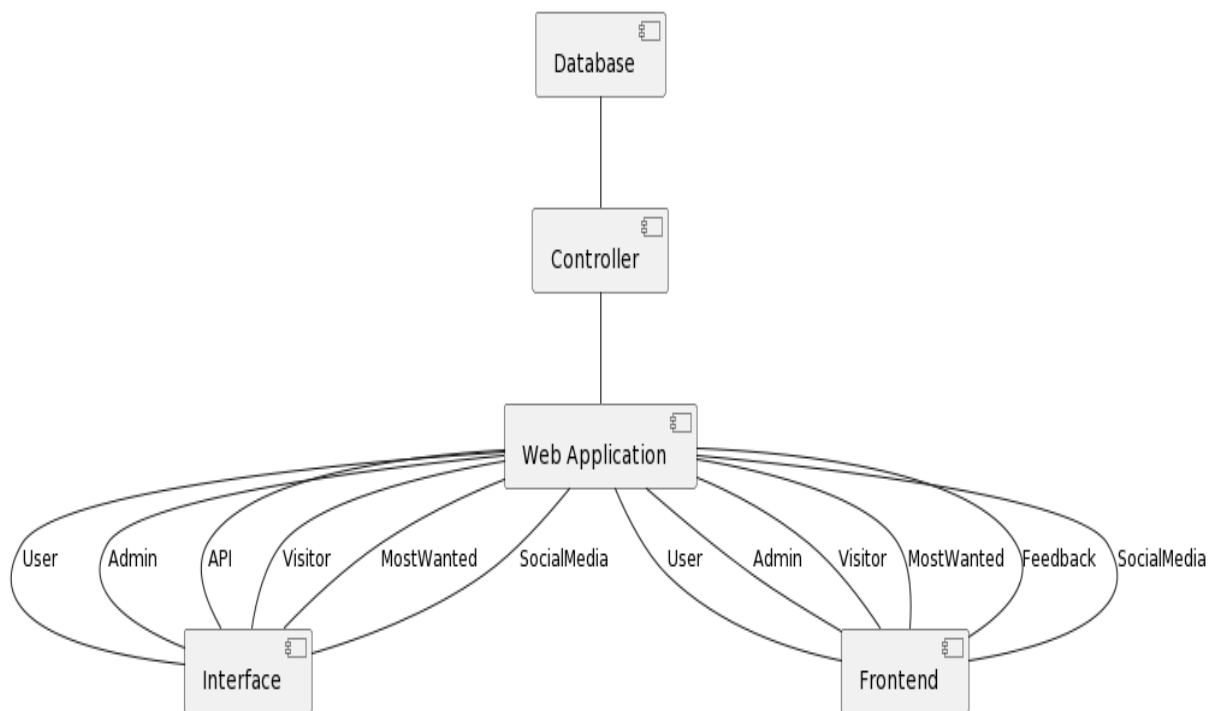 Database
Controller
Web Application
User
Admin
API
Visitor
MostWanted
SocialMedia
User
Admin
Visitor
MostWanted
Feedback
SocialMedia
Interface
Frontend